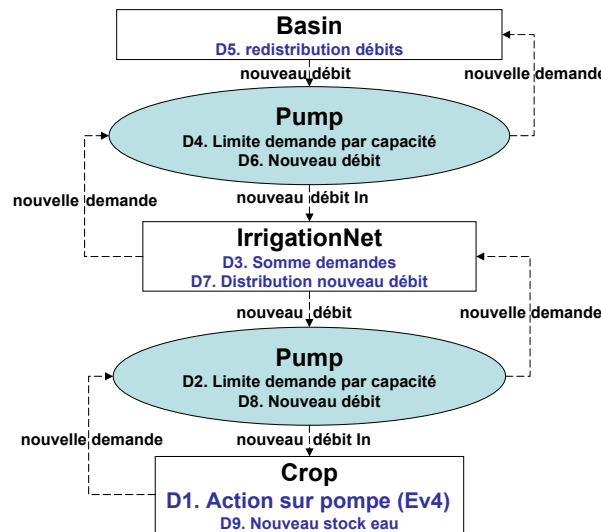 Basin
D5. redistribution débits
nouveau débit
nouvelle demande
Pump
D4. Limite demande par capacité
D6. Nouveau débit
nouvelle demande
nouveau débit In
IrrigationNet
D3. Somme demandes
D7. Distribution nouveau débit
nouveau débit
nouvelle demande
Pump
D2. Limite demande par capacité
D8. Nouveau débit
nouvelle demande
nouveau débit In
Crop
D1. Action sur pompe (Ev4)
D9. Nouveau stock eau